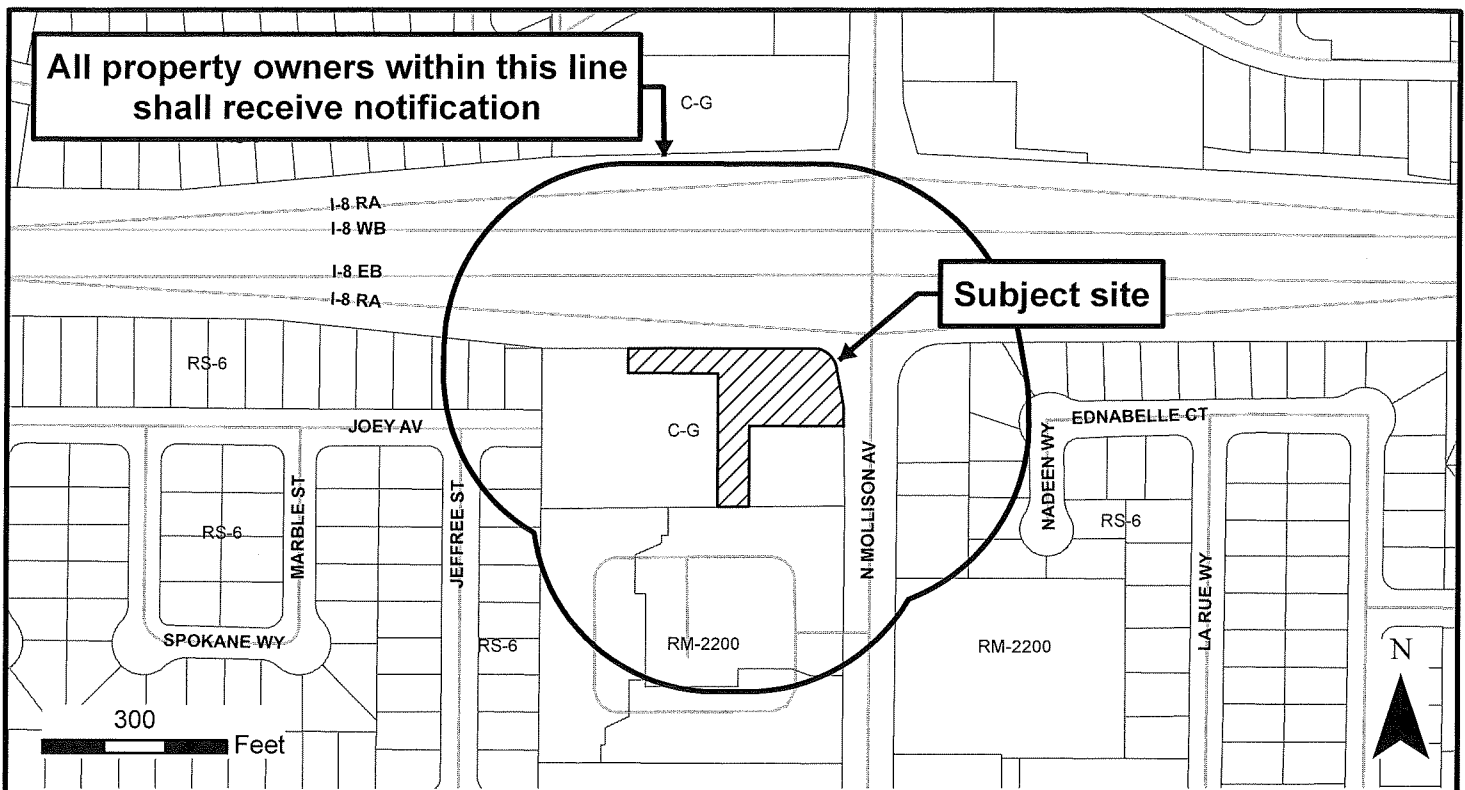 All property owners within this line
shall receive notification
C-G
I-8 RA
I-8 WB
I-8 EB
I-8 RA
Subject site
RS-6
JOEY AV
C-G
EDNABELLE CT
NADEEN WY
N MOLLISON AV
MARBLE ST
JEFFREE ST
RS-6
RS-6
LA RUE WY
SPOKANE WY
RS-6
RM-2200
RM-2200
N
300
Feet